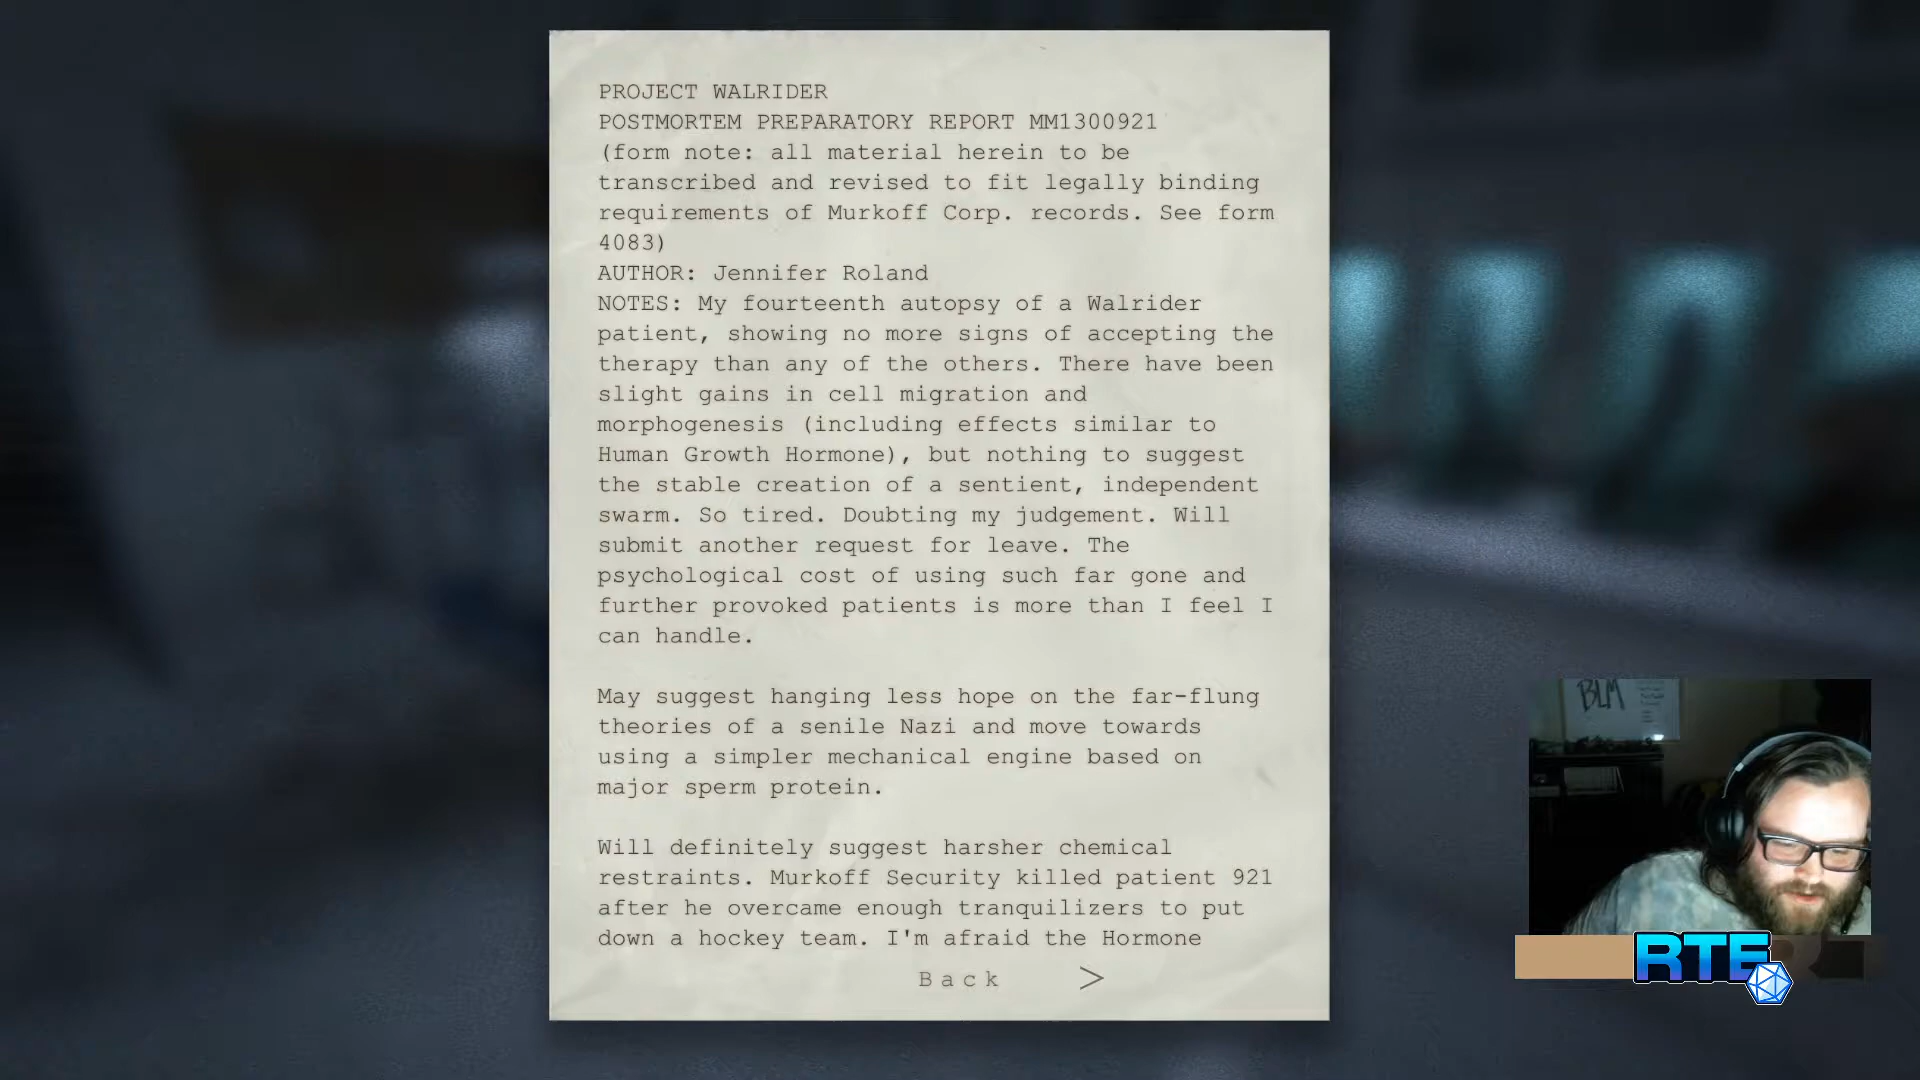 PROJECT WALRIDER
POSTMORTEM PREPARATORY REPORT MM1300921
(form note: all material herein to be
transcribed and revised to fit legally binding
requirements of Murkoff Corp. records. See form
4083)
AUTHOR: Jennifer Roland
NOTES: My fourteenth autopsy of a Walrider
patient, showing no more signs of accepting the
therapy than any of the others. There have been
slight gains in cell migration and
morphogenesis (including effects similar to
Human Growth Hormone), but nothing to suggest
the stable creation of a sentient, independent
swarm. So tired. Doubting my judgement. Will
submit another request for leave. The
psychological cost of using such far gone and
further provoked patients is more than I feel I
can handle.
May suggest hanging less hope on the far-flung
theories of a senile Nazi and move towards
using a simpler mechanical engine based on
major sperm protein.
Will definitely suggest harsher chemical
restraints. Murkoff Security killed patient 921
after he overcame enough tranquilizers to put
down a hockey team. I'm afraid the Hormone
Back >
BLM
RTE